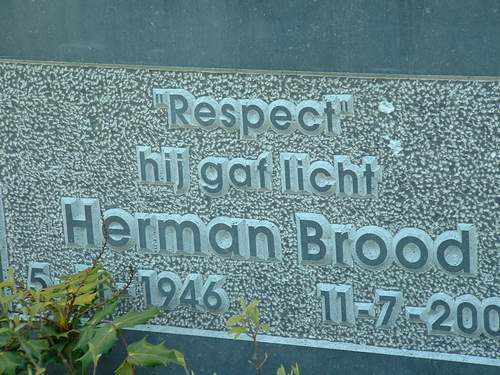 "Respect"
hij gaf licht
Herman Brood
5 1946 11-7-200